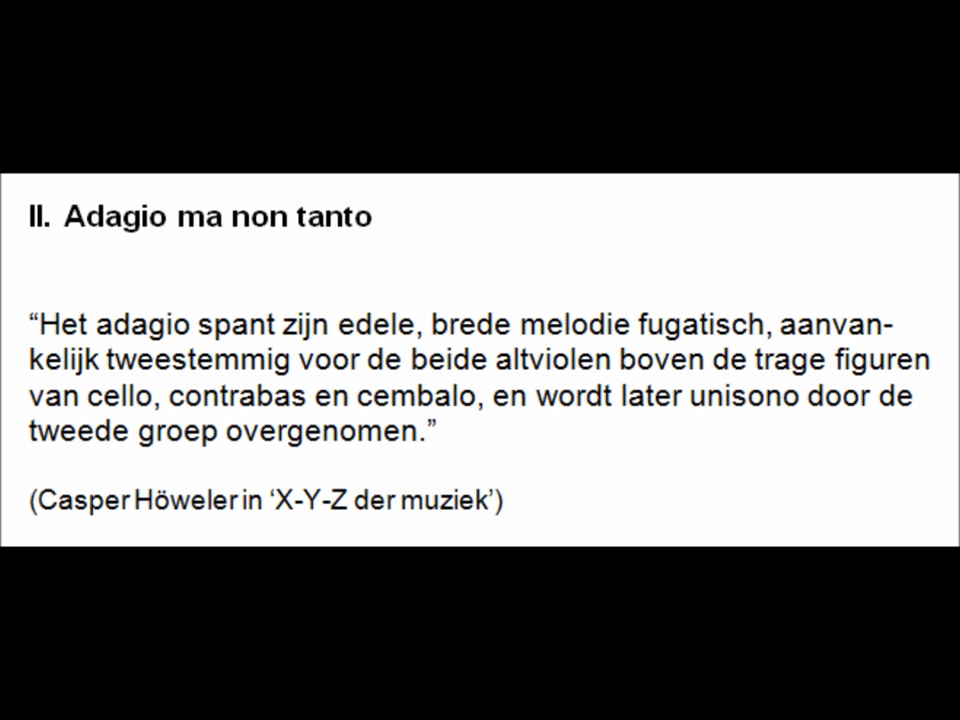 II. Adagio ma non tanto
“Het adagio spant zijn edele, brede melodie fugatisch, aanvan-
kelijk tweestemmig voor de beide altviolen boven de trage figuren
van cello, contrabas en cembalo, en wordt later unisono door de
tweede groep overgenomen.”
(Casper Höweler in ‘X-Y-Z der muziek’)